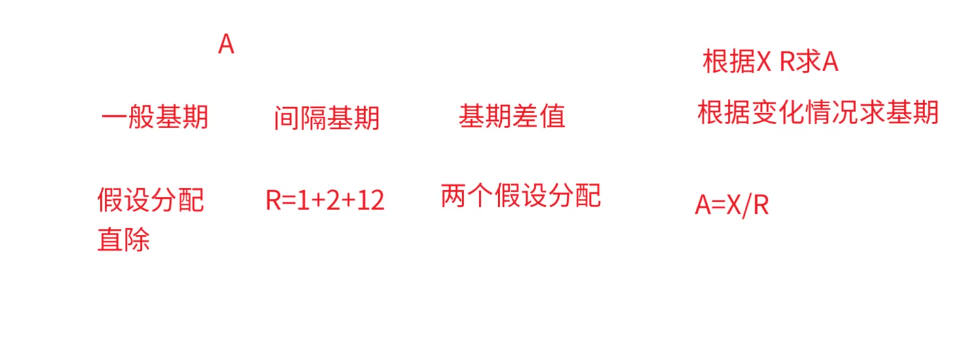 A
根据X R求A
一般基期
间隔基期
基期差值
根据变化情况求基期
假设分配
直除
R=1+2+12
两个假设分配
A=X/R